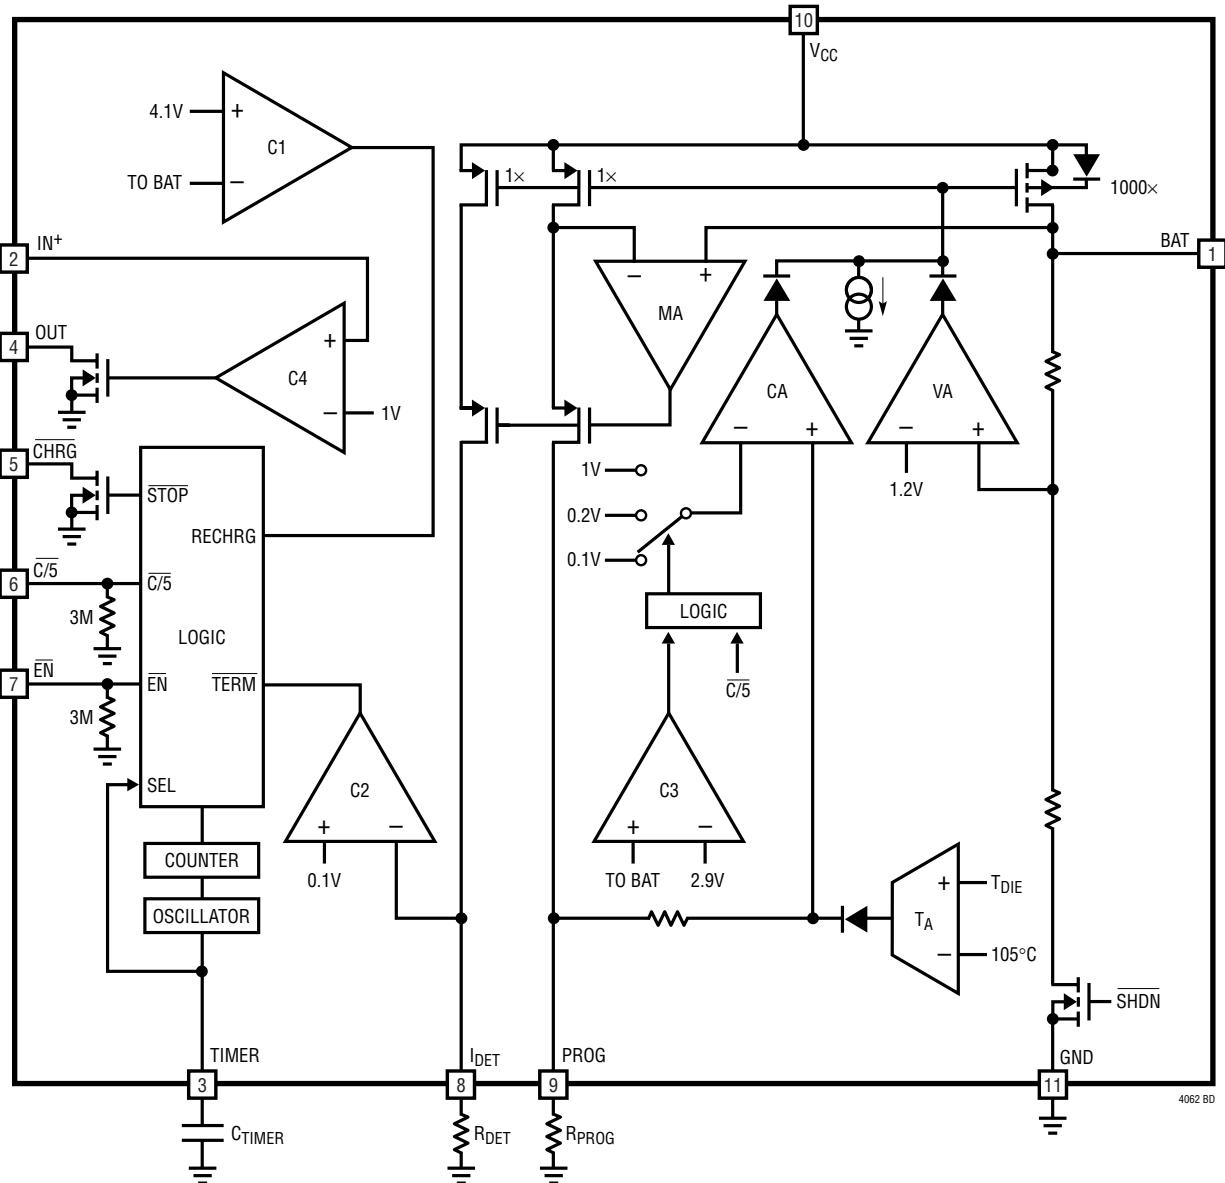 10
VCC
4.1V
+
C1
TO BAT
−
1×
1×
1000×
2
IN+
BAT
1
−
+
MA
4
OUT
+
C4
−
1V
CA
VA
−
+
−
+
1.2V
5
CHRG
STOP
RECHRG
1V
0.2V
0.1V
6
C/5
C/5
3M
LOGIC
LOGIC
C/5
7
EN
EN
TERM
3M
SEL
C2
+
−
0.1V
C3
+
−
TO BAT
2.9V
COUNTER
OSCILLATOR
+
TDIE
TA
−
105°C
SHDN
TIMER
IDET
PROG
GND
3
8
9
11
4062 BD
CTIMER
RDET
RPROG